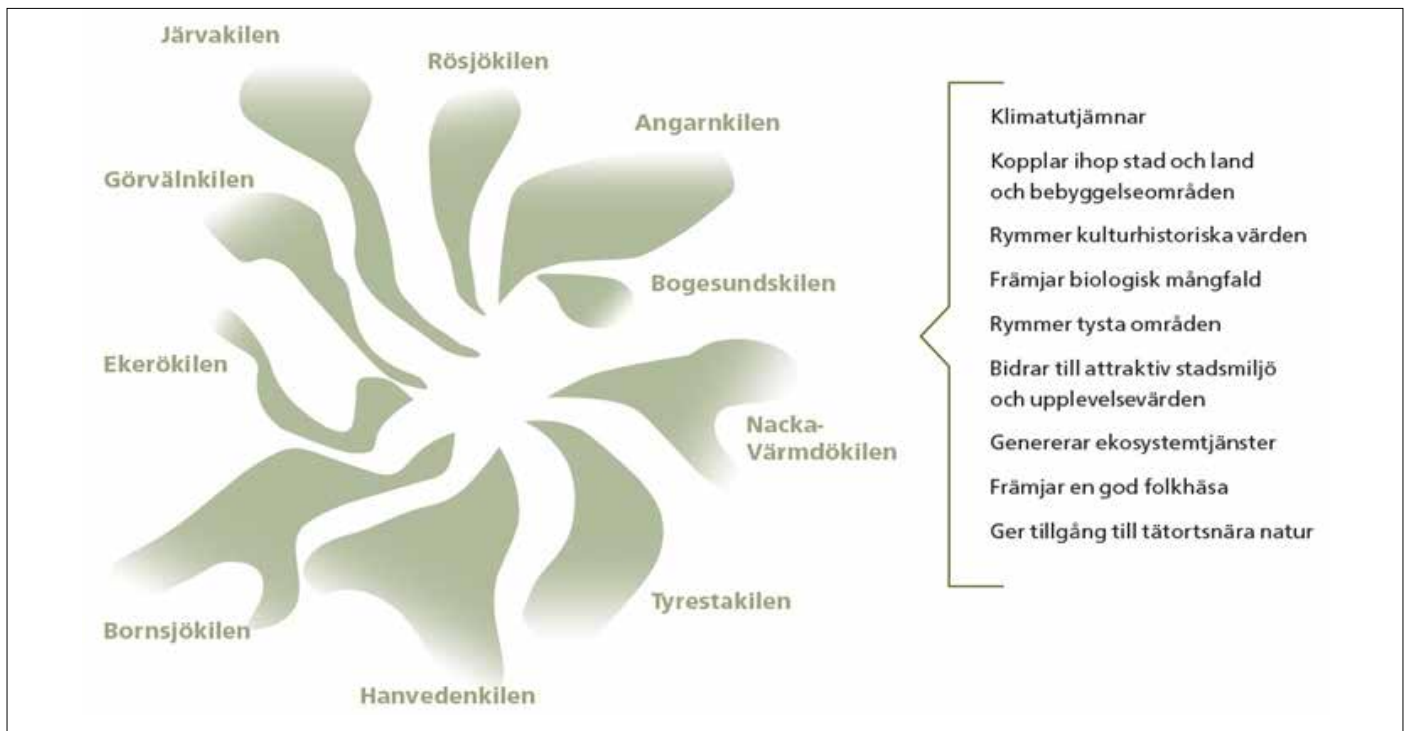 Järvakilen
Rösjökilen
Angarnkilen
Görvälnkilen
Bogesundskilen
Ekerökilen
Nacka-
Värmdökilen
Tyrestakilen
Bornsjökilen
Hanvedenkilen
Klimatutjämnar
Kopplar ihop stad och land
och bebyggelseområden
Rymmer kulturhistoriska värden
Främjar biologisk mångfald
Rymmer tysta områden
Bidrar till attraktiv stadsmiljö
och upplevelsevärden
Genererar ekosystemtjänster
Främjar en god folkhäsa
Ger tillgång till tätortsnära natur